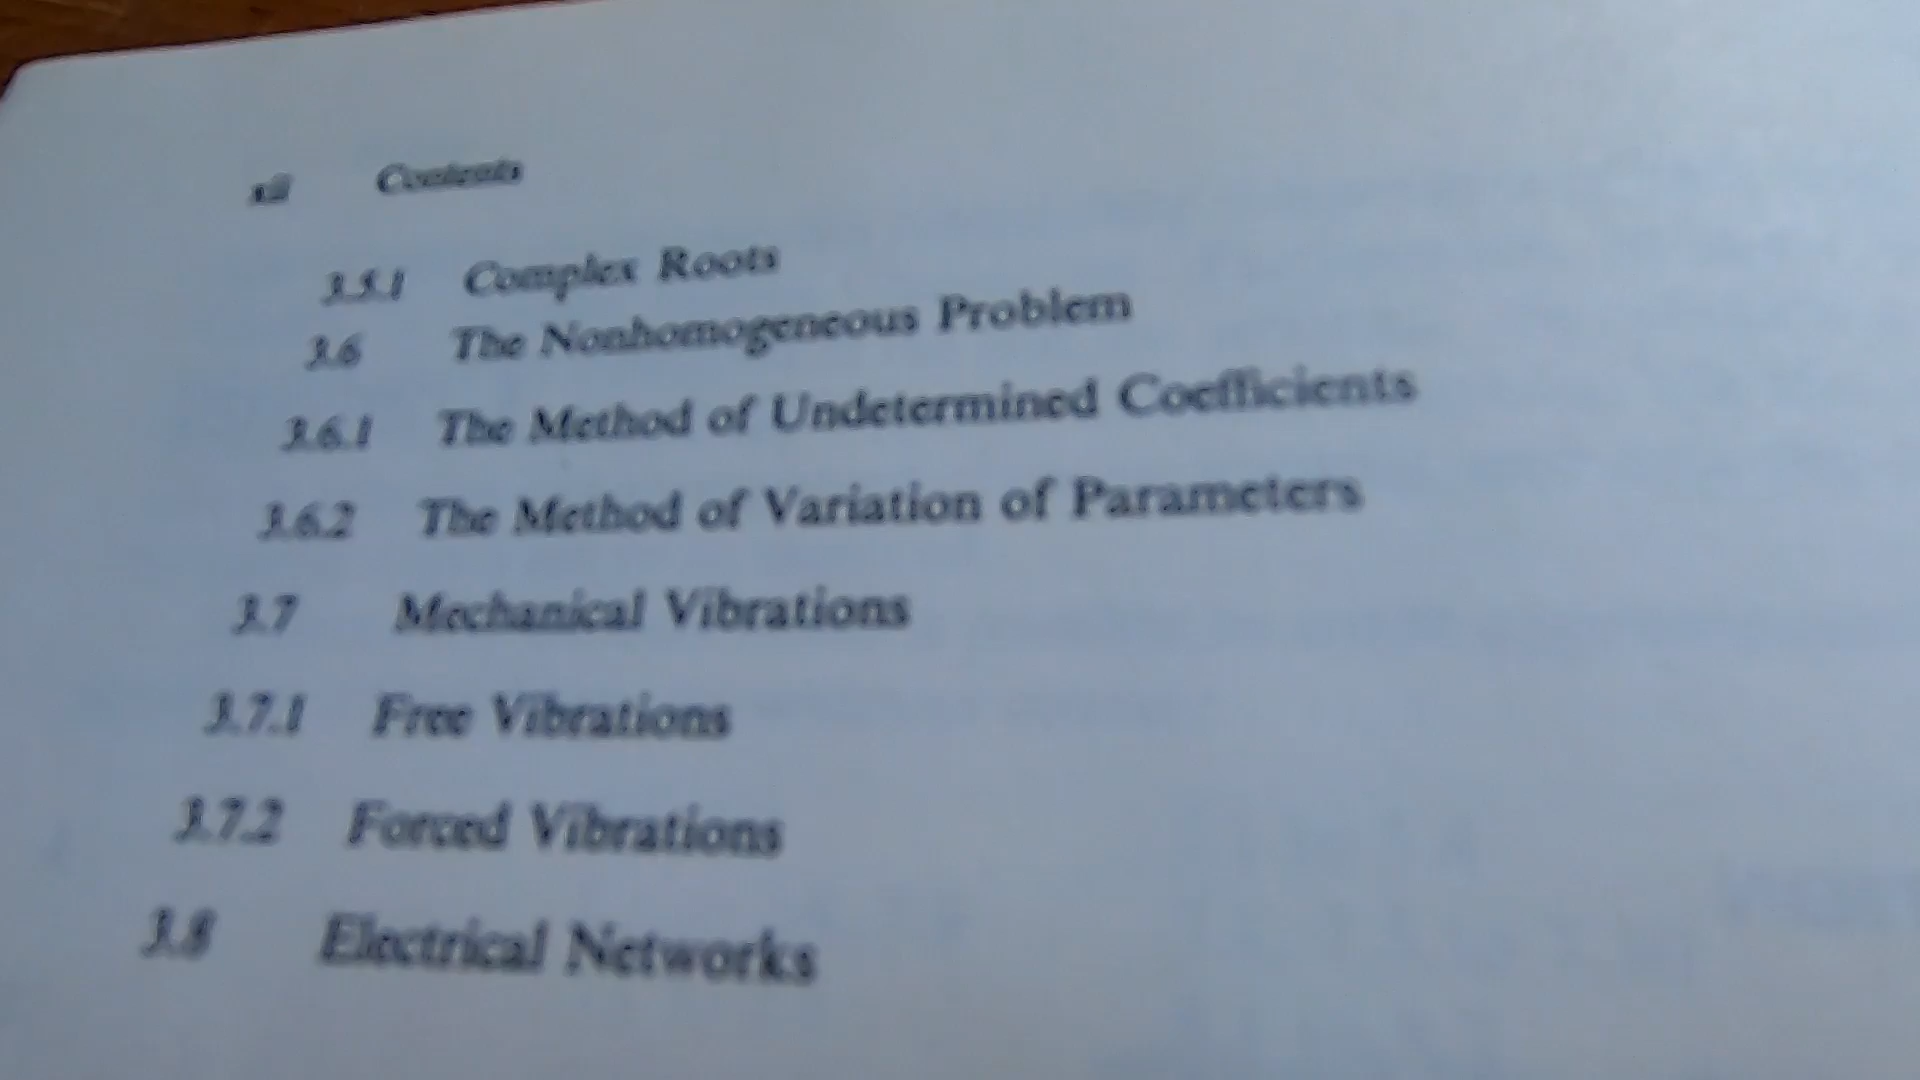 xii Contents
3.5.1 Complex Roots
3.6 The Nonhomogeneous Problem
3.6.1 The Method of Undetermined Coefficients
3.6.2 The Method of Variation of Parameters
3.7 Mechanical Vibrations
3.7.1 Free Vibrations
3.7.2 Forced Vibrations
3.8 Electrical Networks